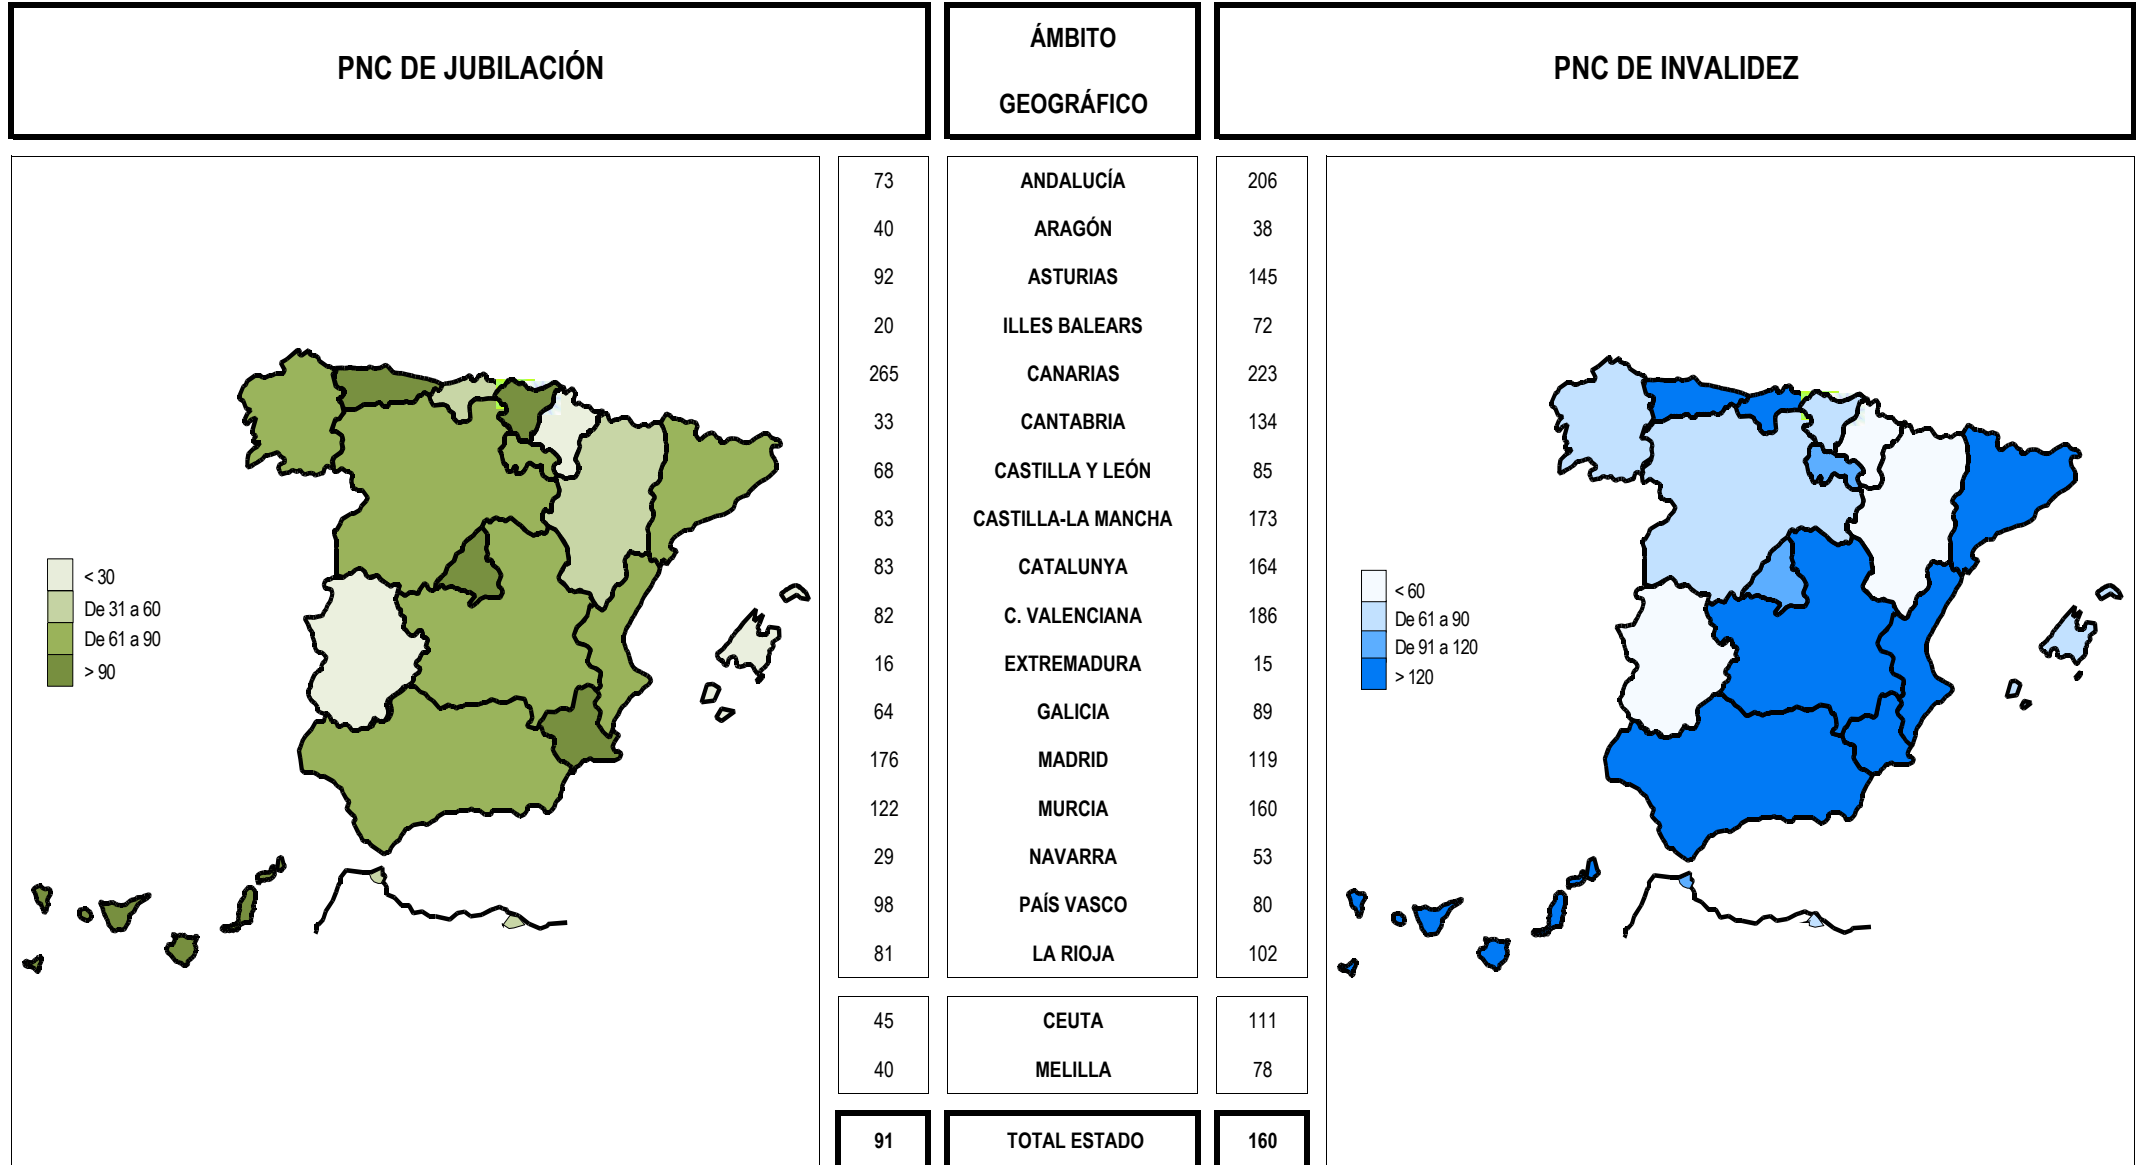 PNC DE JUBILACIÓN
ÁMBITO
GEOGRÁFICO
PNC DE INVALIDEZ
73 ANDALUCÍA 206
40 ARAGÓN 38
92 ASTURIAS 145
20 ILLES BALEARS 72
265 CANARIAS 223
33 CANTABRIA 134
68 CASTILLA Y LEÓN 85
83 CASTILLA-LA MANCHA 173
83 CATALUNYA 164
82 C. VALENCIANA 186
16 EXTREMADURA 15
64 GALICIA 89
176 MADRID 119
122 MURCIA 160
29 NAVARRA 53
98 PAÍS VASCO 80
81 LA RIOJA 102
45 CEUTA 111
40 MELILLA 78
91 TOTAL ESTADO 160
< 30
De 31 a 60
De 61 a 90
> 90
< 60
De 61 a 90
De 91 a 120
> 120